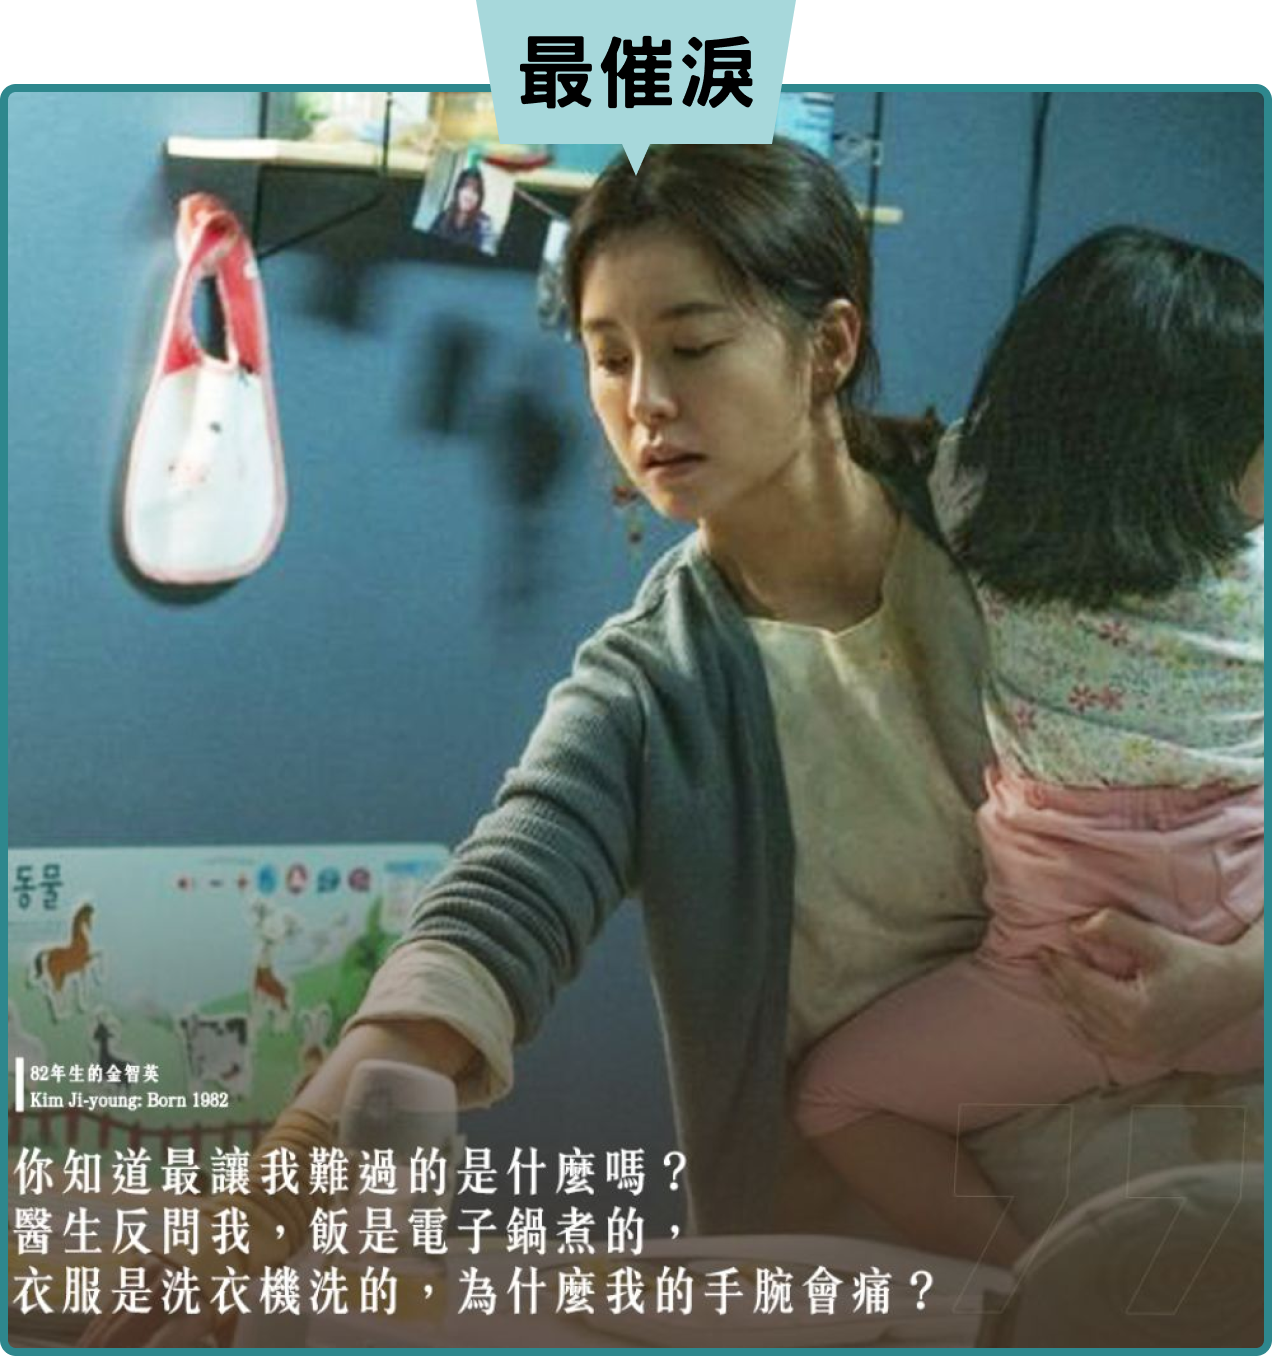 最催淚
동물
82年生的金智英
Kim Ji-young: Born 1982
你知道最讓我難過的是什麼嗎？
醫生反問我，飯是電子鍋煮的，
衣服是洗衣機洗的，為什麼我的手腕會痛？